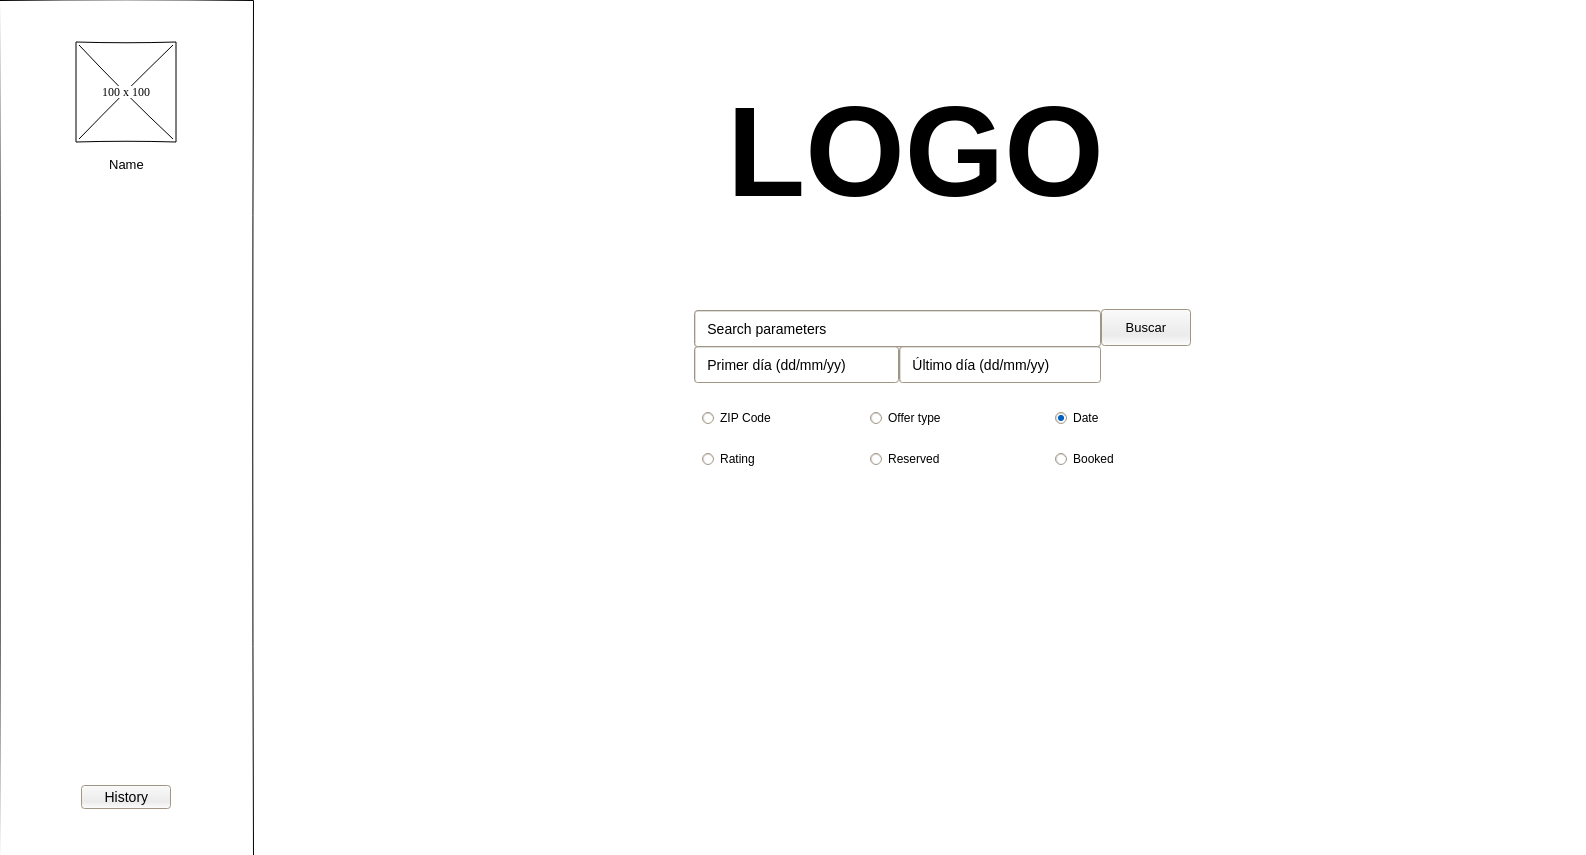 100 x 100
Name
LOGO
Search parameters
Buscar
Primer día (dd/mm/yy)
Último día (dd/mm/yy)
ZIP Code
Offer type
Date
Rating
Reserved
Booked
History